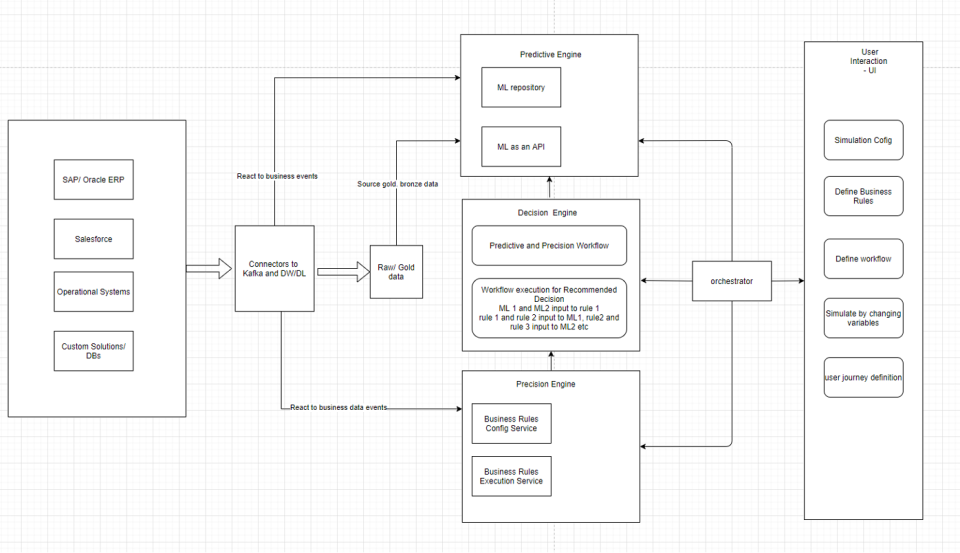 SAP/ Oracle ERP
Salesforce
Operational Systems
Custom Solutions/
DBs
Connectors to
Kafka and DW/DL
React to business events
Source gold. bronze data
Raw/ Gold
data
React to business data events
Predictive Engine
ML repository
ML as an API
Decision Engine
Predictive and Precision Workflow
Workflow execution for Recommended
Decision
ML 1 and ML2 input to rule 1
rule 1 and rule 2 input to ML1, rule2 and
rule 3 input to ML2 etc
Precision Engine
Business Rules
Config Service
Business Rules
Execution Service
orchestrator
User
Interaction
- UI
Simulation Cofig
Define Business
Rules
Define workflow
Simulate by changing
variables
user journey definition